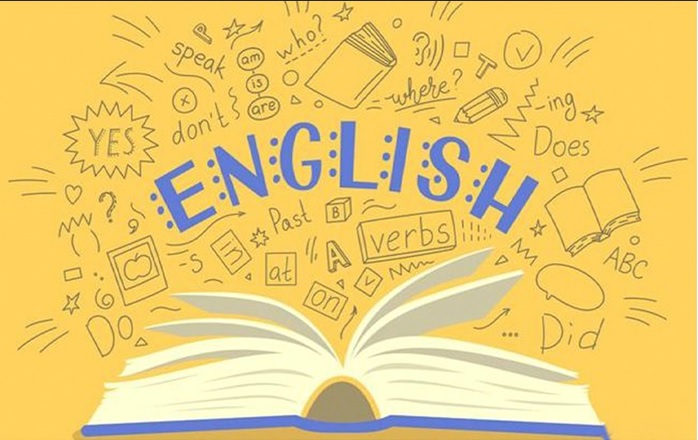 who?
speak
am
is
are
where?
-ing
YES
don't
Does
ENGLISH
Past
B
verbs
-s
A
at
ABC
on
Do
...
Did